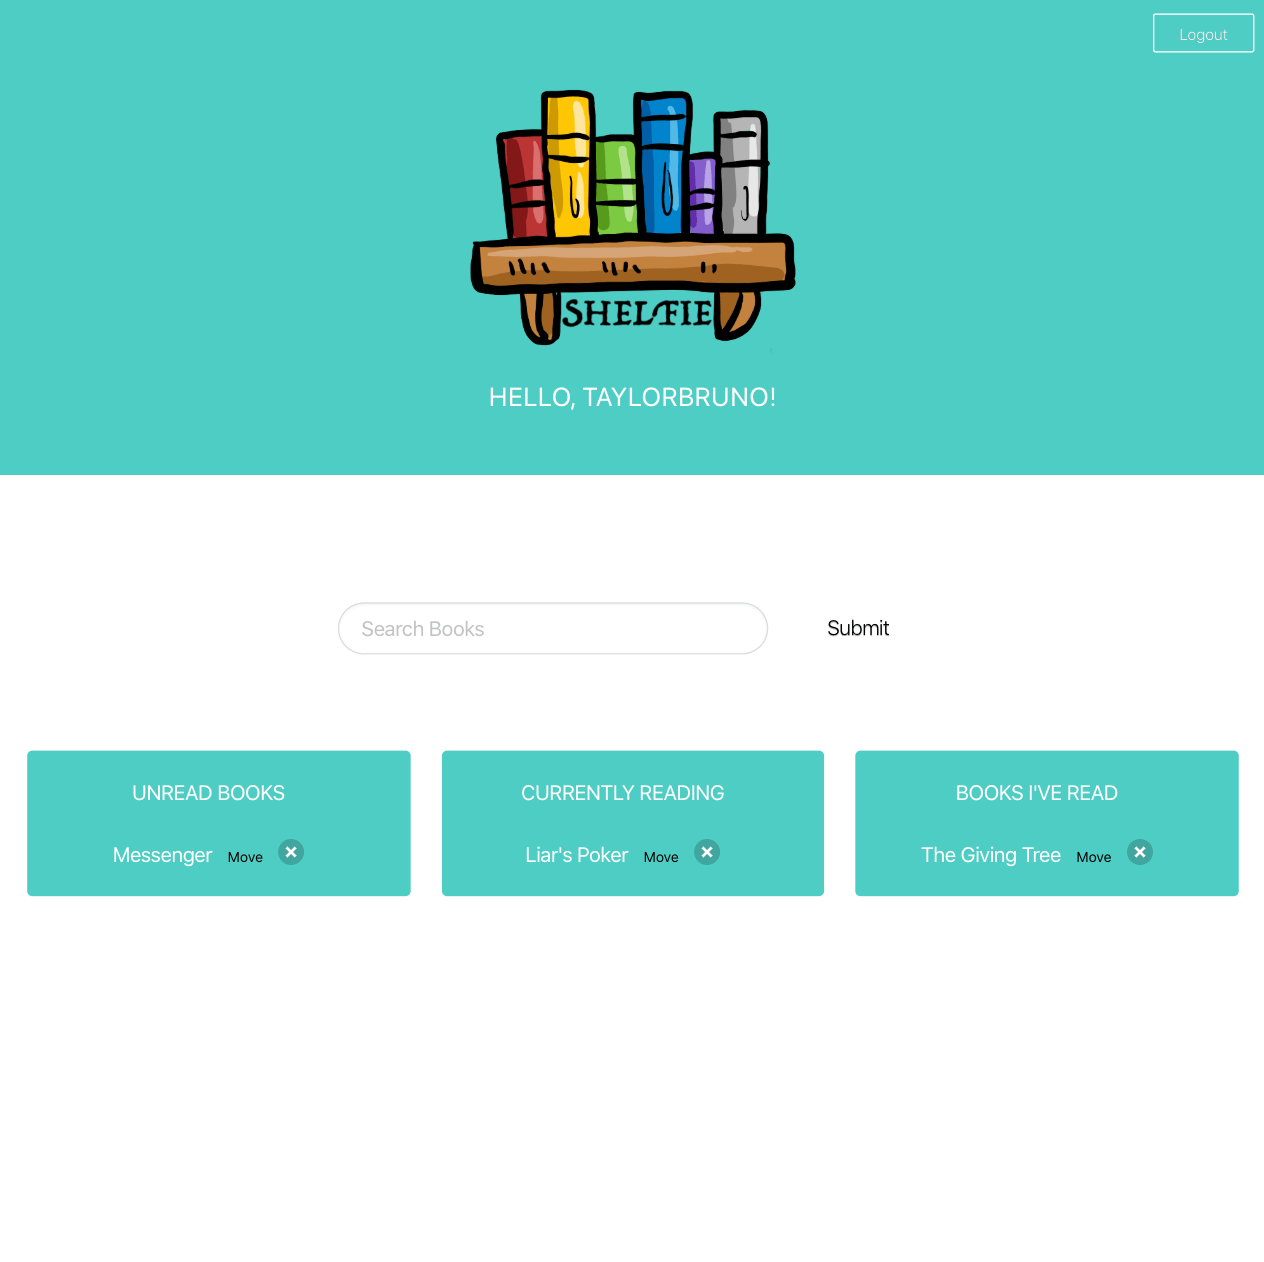 Logout
SHELFIE
HELLO, TAYLORBRUNO!
Search Books
Submit
UNREAD BOOKS
Messenger Move
CURRENTLY READING
Liar's Poker Move
BOOKS I'VE READ
The Giving Tree Move